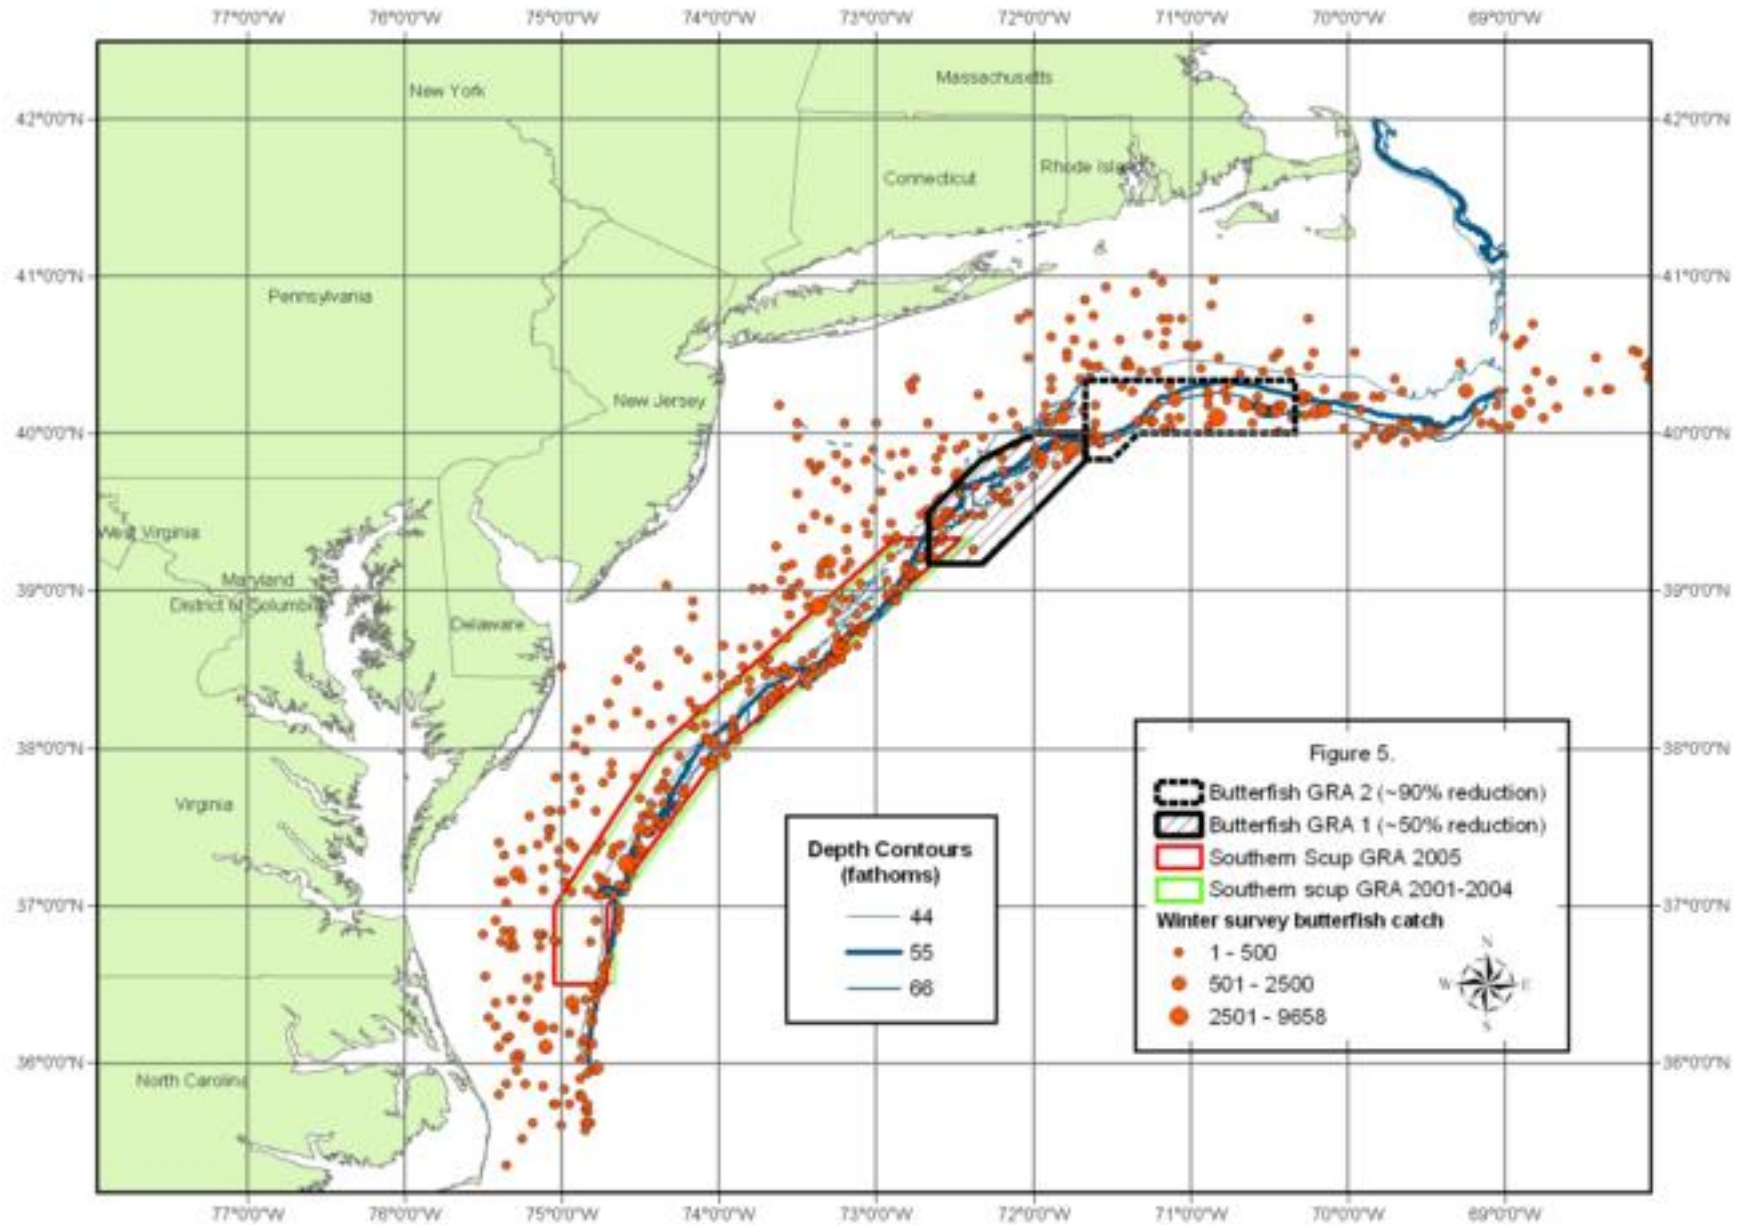 77°0'0"W 76°0'0"W 75°0'0"W 74°0'0"W 73°0'0"W 72°0'0"W 71°0'0"W 70°0'0"W 69°0'0"W
Massachusetts
New York
42°0'0"N 42°0'0"N
Rhode Island
Connecticut
41°0'0"N 41°0'0"N
Pennsylvania
New Jersey
40°0'0"N 40°0'0"N
West Virginia
Maryland
39°0'0"N 39°0'0"N
District of Columbia
Delaware
38°0'0"N 38°0'0"N
Figure 5.
Butterfish GRA 2 (~90% reduction)
Virginia
Butterfish GRA 1 (~50% reduction)
Depth Contours
(fathoms)
44
55
66
Southern Scup GRA 2005
Southern scup GRA 2001-2004
37°0'0"N 37°0'0"N
Winter survey butterfish catch
1 - 500
501 - 2500
2501 - 9658
N
W E
S
36°0'0"N 36°0'0"N
North Carolina
77°0'0"W 76°0'0"W 75°0'0"W 74°0'0"W 73°0'0"W 72°0'0"W 71°0'0"W 70°0'0"W 69°0'0"W